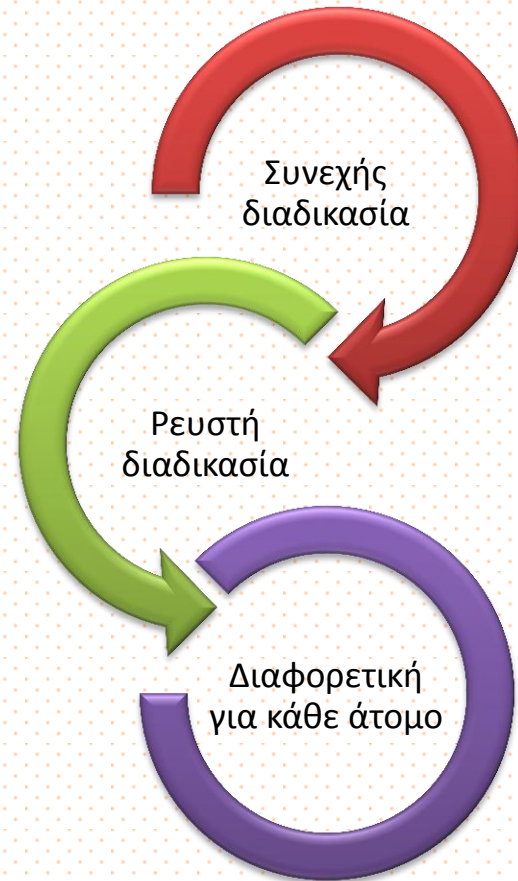 Συνεχής
διαδικασία
Ρευστή
διαδικασία
Διαφορετική
για κάθε άτομο